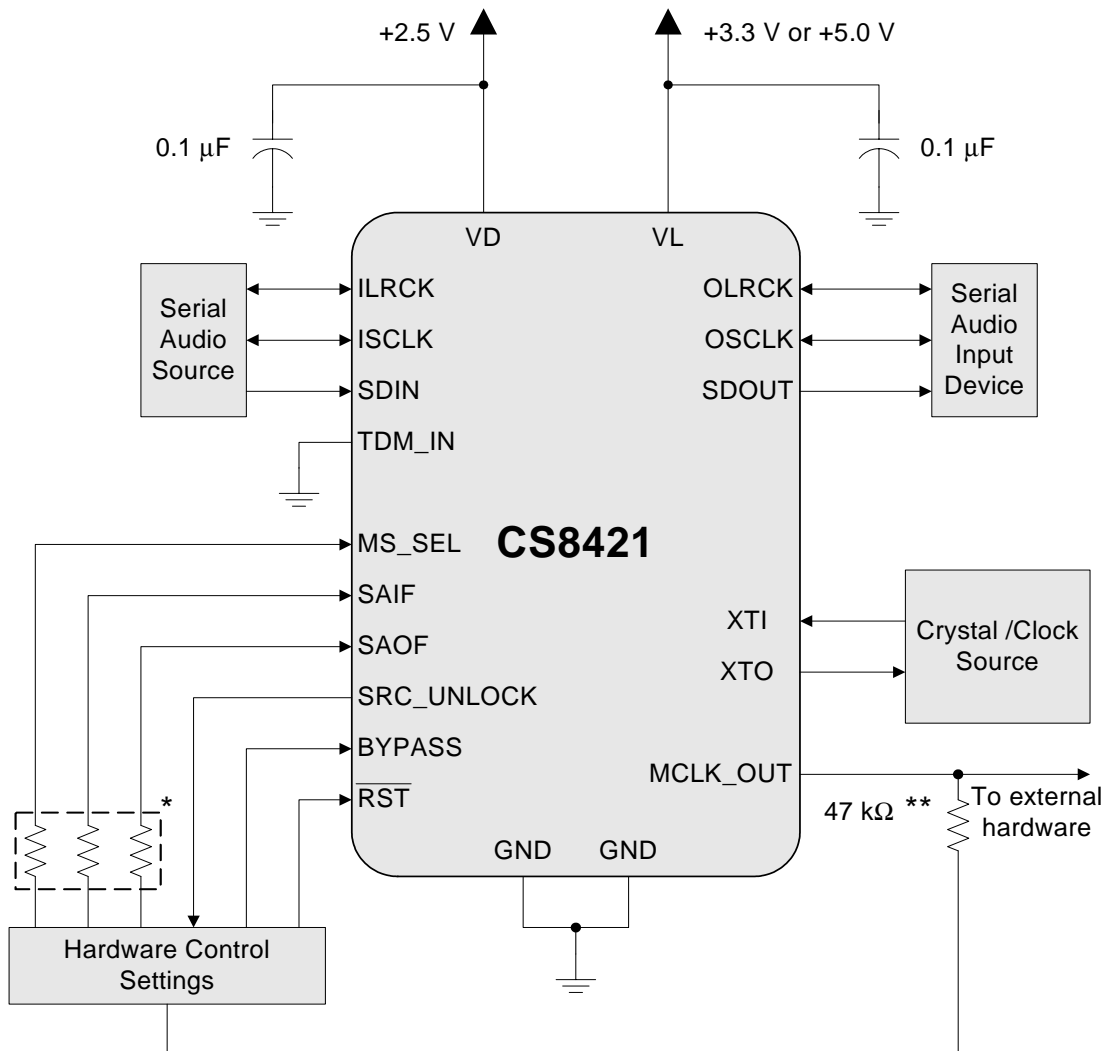 +2.5 V
+3.3 V or +5.0 V
0.1 μF
0.1 μF
VD
VL
Serial
Audio
Source
ILRCK
ISCLK
SDIN
TDM_IN
OLRCK
OSCLK
SDOUT
Serial
Audio
Input
Device
MS_SEL
CS8421
SAIF
SAOF
SRC_UNLOCK
BYPASS
RST
XTI
XTO
Crystal /Clock
Source
MCLK_OUT
47 kΩ **
To external
hardware
*
GND
GND
Hardware Control
Settings